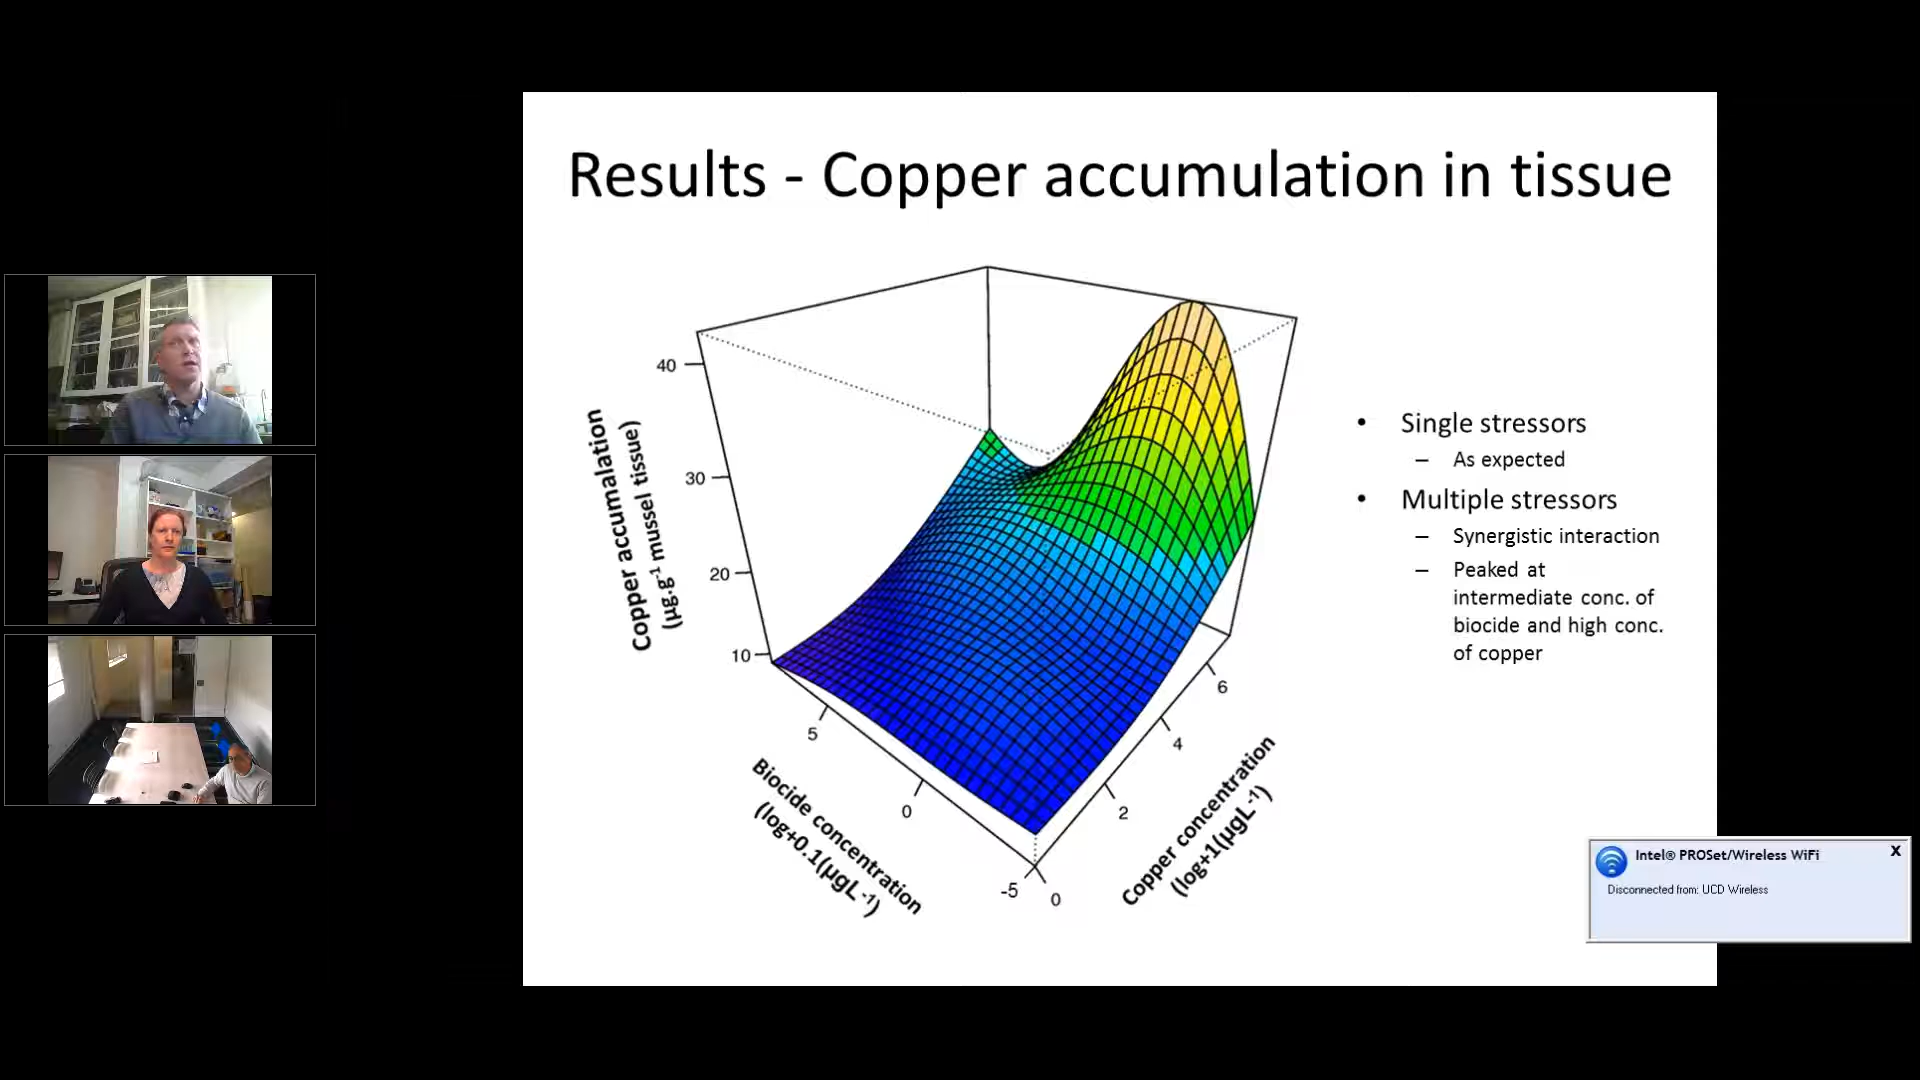 Results - Copper accumulation in tissue
40
30
20
10
Copper accumulation
(µg.g-1 mussel tissue)
5
0
-5
Biocide concentration
(log+0.1(µgL-1)
0
2
4
6
Copper concentration
(log+1(µgL-1)
• Single stressors
– As expected
• Multiple stressors
– Synergistic interaction
– Peaked at
intermediate conc. of
biocide and high conc.
of copper
Intel® PROSet/Wireless WiFi
X
Disconnected from: UCD Wireless